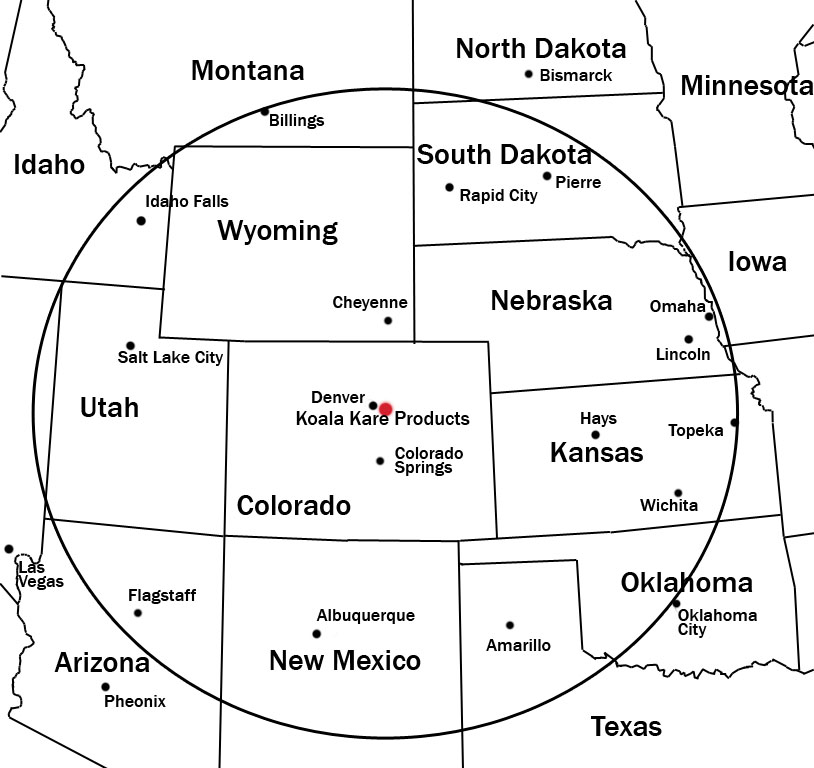 North Dakota
Montana
Bismarck
Minnesota
Billings
South Dakota
Idaho
Pierre
Rapid City
Idaho Falls
Wyoming
Iowa
Cheyenne
Nebraska
Omaha
Salt Lake City
Lincoln
Denver
Utah
Koala Kare Products
Hays
Topeka
Kansas
Colorado
Springs
Colorado
Wichita
Las
Vegas
Oklahoma
Flagstaff
Albuquerque
Oklahoma
City
Amarillo
Arizona
New Mexico
Pheonix
Texas